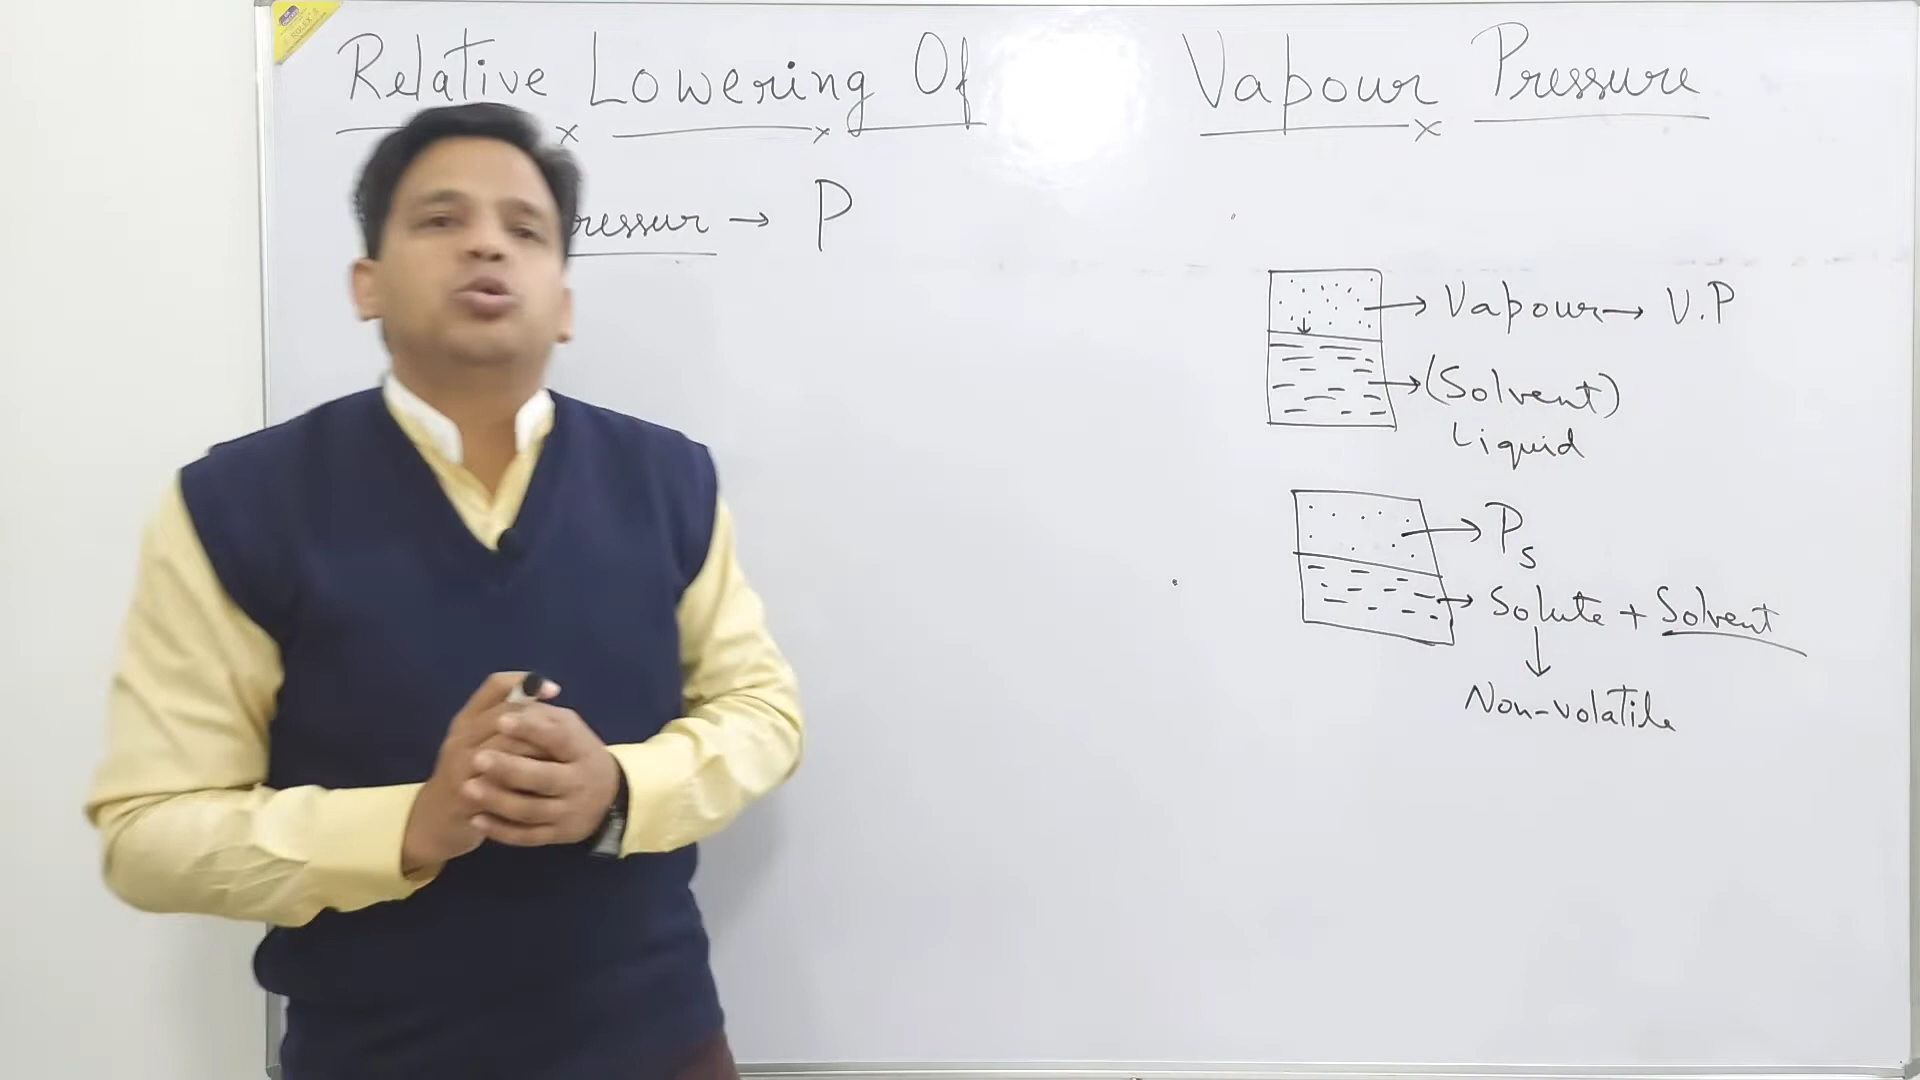 Relative Lowering Of Vapour Pressure
ressur → P
Vapour → V.P
(Solvent)
Liquid
Ps
Solute + Solvent
Non-volatile